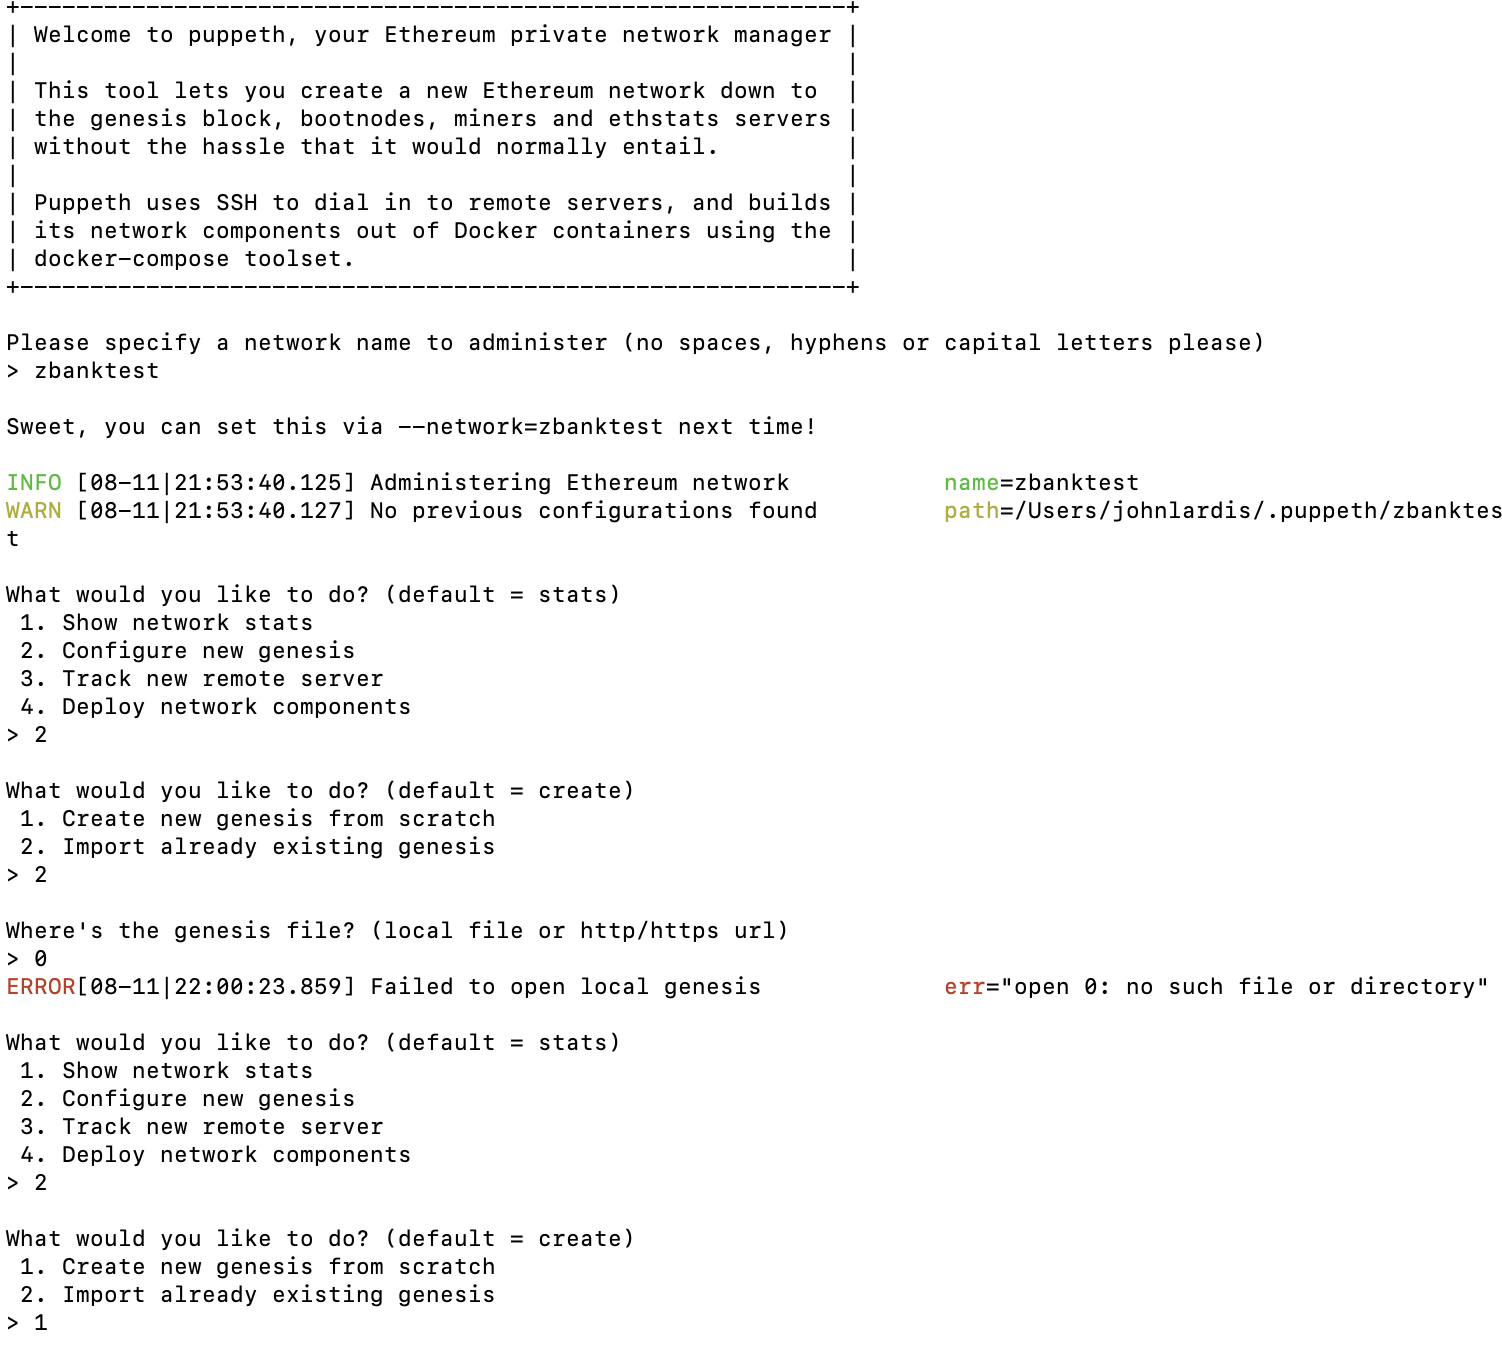 +-----------------------------------------------------------+
| Welcome to puppeth, your Ethereum private network manager |
|                                                           |
| This tool lets you create a new Ethereum network down to  |
| the genesis block, bootnodes, miners and ethstats servers |
| without the hassle that it would normally entail.         |
|                                                           |
| Puppeth uses SSH to dial in to remote servers, and builds |
| its network components out of Docker containers using the |
| docker-compose toolset.                                   |
+-----------------------------------------------------------+
Please specify a network name to administer (no spaces, hyphens or capital letters please)
> zbanktest
Sweet, you can set this via --network=zbanktest next time!
INFO [08-11|21:53:40.125] Administering Ethereum network           name=zbanktest
WARN [08-11|21:53:40.127] No previous configurations found         path=/Users/johnlardis/.puppeth/zbanktes
t
What would you like to do? (default = stats)
 1. Show network stats
 2. Configure new genesis
 3. Track new remote server
 4. Deploy network components
> 2
What would you like to do? (default = create)
 1. Create new genesis from scratch
 2. Import already existing genesis
> 2
Where's the genesis file? (local file or http/https url)
> 0
ERROR[08-11|22:00:23.859] Failed to open local genesis             err="open 0: no such file or directory"
What would you like to do? (default = stats)
 1. Show network stats
 2. Configure new genesis
 3. Track new remote server
 4. Deploy network components
> 2
What would you like to do? (default = create)
 1. Create new genesis from scratch
 2. Import already existing genesis
> 1